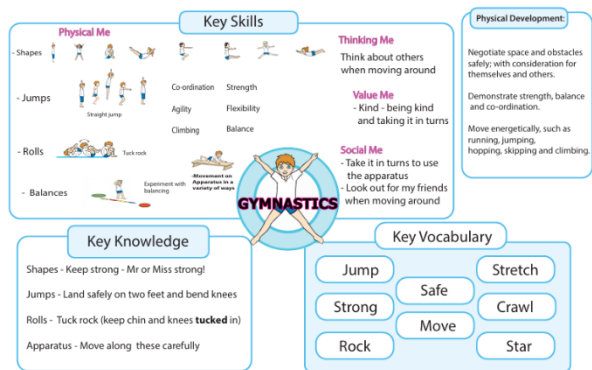 Key Skills
Physical Me
- Shapes
- Jumps
Straight jump
- Rolls
Tuck rock
- Balances
Experiment with
balancing
Co-ordination
Strength
Agility
Flexibility
Climbing
Balance
-Movement on
Apparatus in a
variety of ways
Thinking Me
Think about others
when moving around
Value Me
- Kind - being kind
and taking it in turns
Social Me
- Take it in turns to use
the apparatus
- Look out for my friends
when moving around
Physical Development:
Negotiate space and obstacles
safely; with consideration for
themselves and others.
Demonstrate strength, balance
and co-ordination.
Move energetically, such as
running, jumping,
hopping, skipping and climbing.
GYMNASTICS
Key Knowledge
Shapes - Keep strong - Mr or Miss strong!
Jumps - Land safely on two feet and bend knees
Rolls - Tuck rock (keep chin and knees tucked in)
Apparatus - Move along these carefully
Key Vocabulary
Jump
Stretch
Safe
Strong
Crawl
Move
Rock
Star